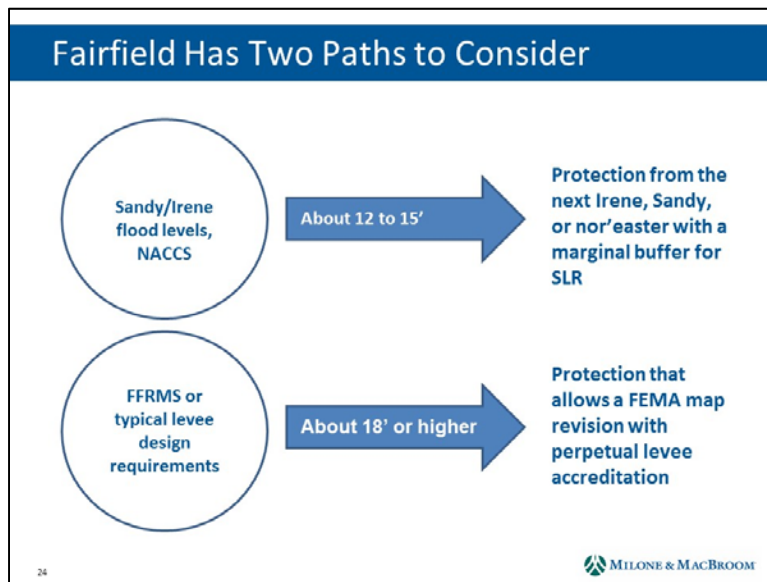 Fairfield Has Two Paths to Consider
Sandy/Irene
flood levels,
NACCS
About 12 to 15’
Protection from the
next Irene, Sandy,
or nor’easter with a
marginal buffer for
SLR
FFRMS or
typical levee
design
requirements
About 18’ or higher
Protection that
allows a FEMA map
revision with
perpetual levee
accreditation
24
MILONE & MACBROOM